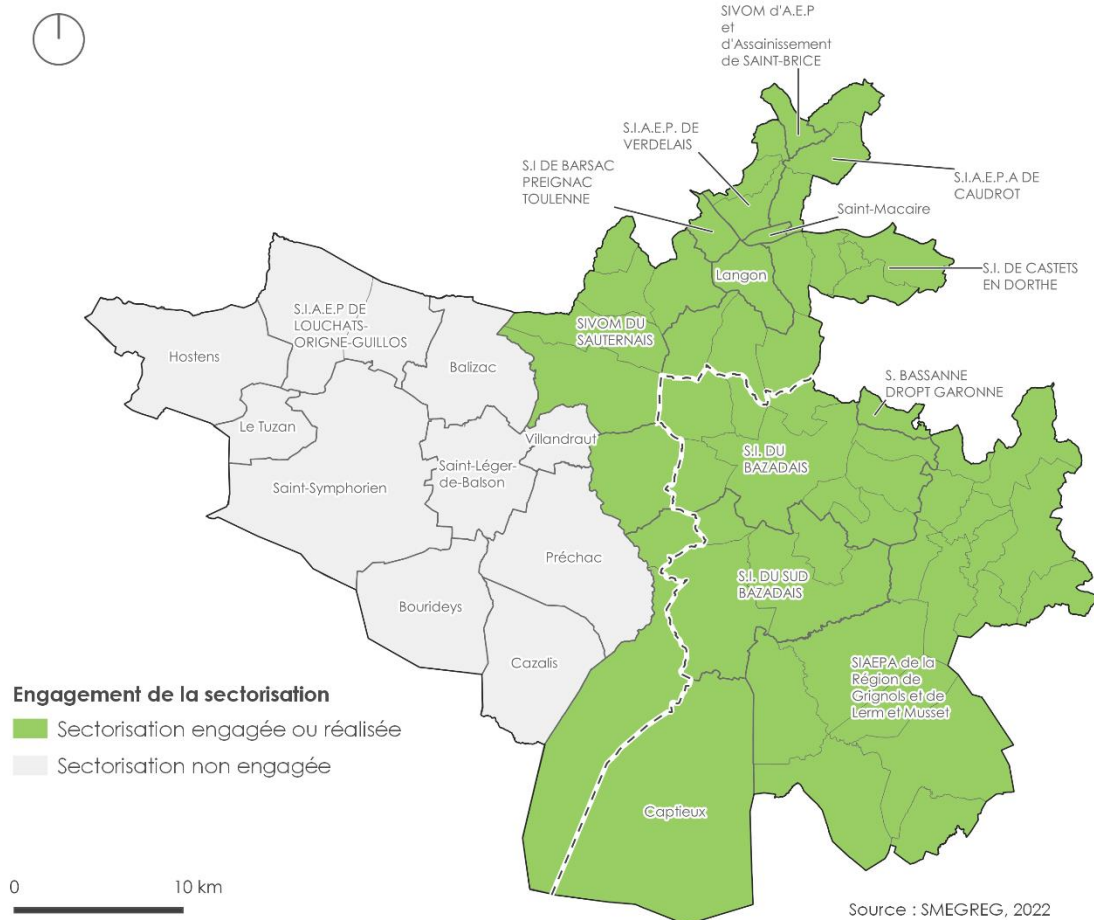 SIVOM d'A.E.P
et
d'Assainissement
de SAINT-BRICE
S.I.A.E.P. DE
VERDELAIS
S.I DE BARSAC
PREIGNAC
TOULENNE
S.I.A.E.P.A DE
CAUDROT
Saint-Macaire
S.I. DE CASTETS
EN DORTHE
Langon
S.I.A.E.P DE
LOUCHATS-
ORIGNE-GUILLOS
SIVOM DU
SAUTERNAIS
Hostens
Balizac
S. BASSANNE
DROPT GARONNE
Le Tuzan
Villandraut
S.I. DU
BAZADAIS
Saint-Symphorien
Saint-Léger-
de-Balson
Préchac
S.I. DU SUD
BAZADAIS
Bourideys
Cazalis
SIAEPA de la
Région de
Grignols et de
Lerm et Musset
Captieux
Engagement de la sectorisation
Sectorisation engagée ou réalisée
Sectorisation non engagée
0 10 km
Source : SMEGREG, 2022